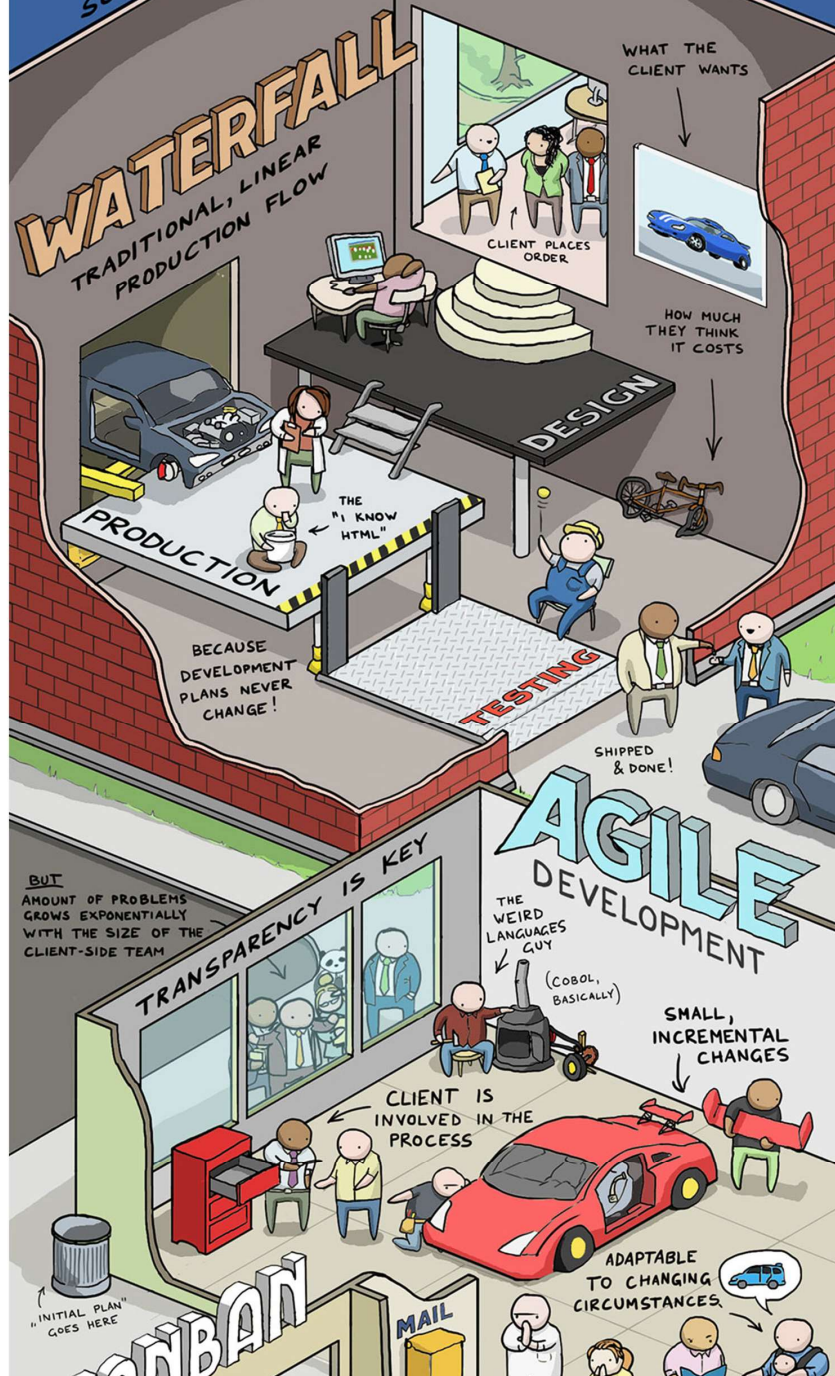 WATERFALL
TRADITIONAL, LINEAR
PRODUCTION FLOW
WHAT THE
CLIENT WANTS
CLIENT PLACES
ORDER
HOW MUCH
THEY THINK
IT COSTS
DESIGN
THE
"I KNOW
HTML"
PRODUCTION
BECAUSE
DEVELOPMENT
PLANS NEVER
CHANGE!
TESTING
SHIPPED
& DONE!
AGILE
DEVELOPMENT
BUT
AMOUNT OF PROBLEMS
GROWS EXPONENTIALLY
WITH THE SIZE OF THE
CLIENT-SIDE TEAM
TRANSPARENCY IS KEY
THE
WEIRD
LANGUAGES
GUY
(COBOL,
BASICALLY)
SMALL,
INCREMENTAL
CHANGES
CLIENT IS
INVOLVED IN THE
PROCESS
"INITIAL PLAN"
GOES HERE
ADAPTABLE
TO CHANGING
CIRCUMSTANCES
MAIL